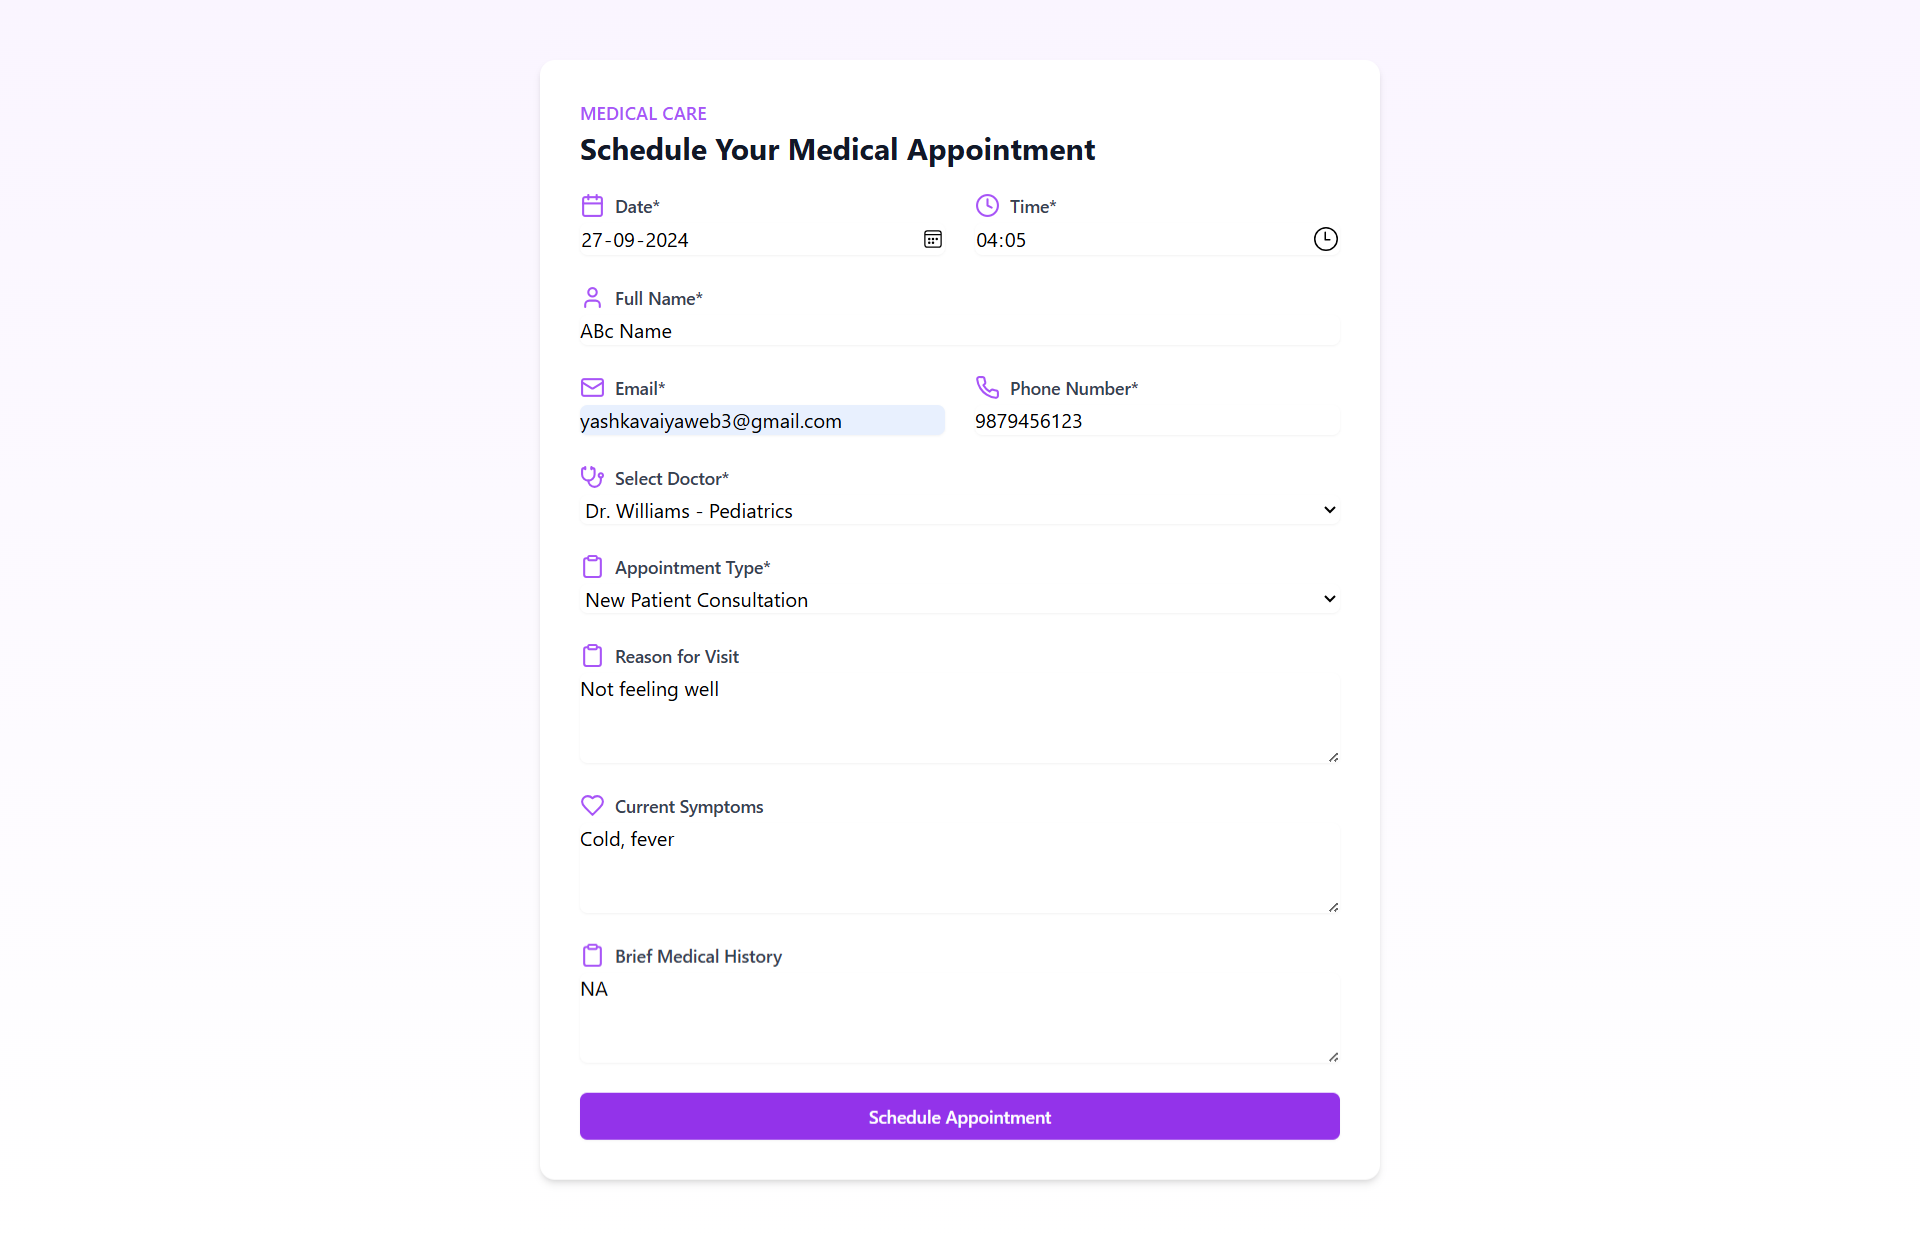 MEDICAL CARE
Schedule Your Medical Appointment
Date*
Time*
27-09-2024
04:05
Full Name*
ABc Name
Email*
Phone Number*
yashkavaiyaweb3@gmail.com
9879456123
Select Doctor*
Dr. Williams - Pediatrics
Appointment Type*
New Patient Consultation
Reason for Visit
Not feeling well
Current Symptoms
Cold, fever
Brief Medical History
NA
Schedule Appointment